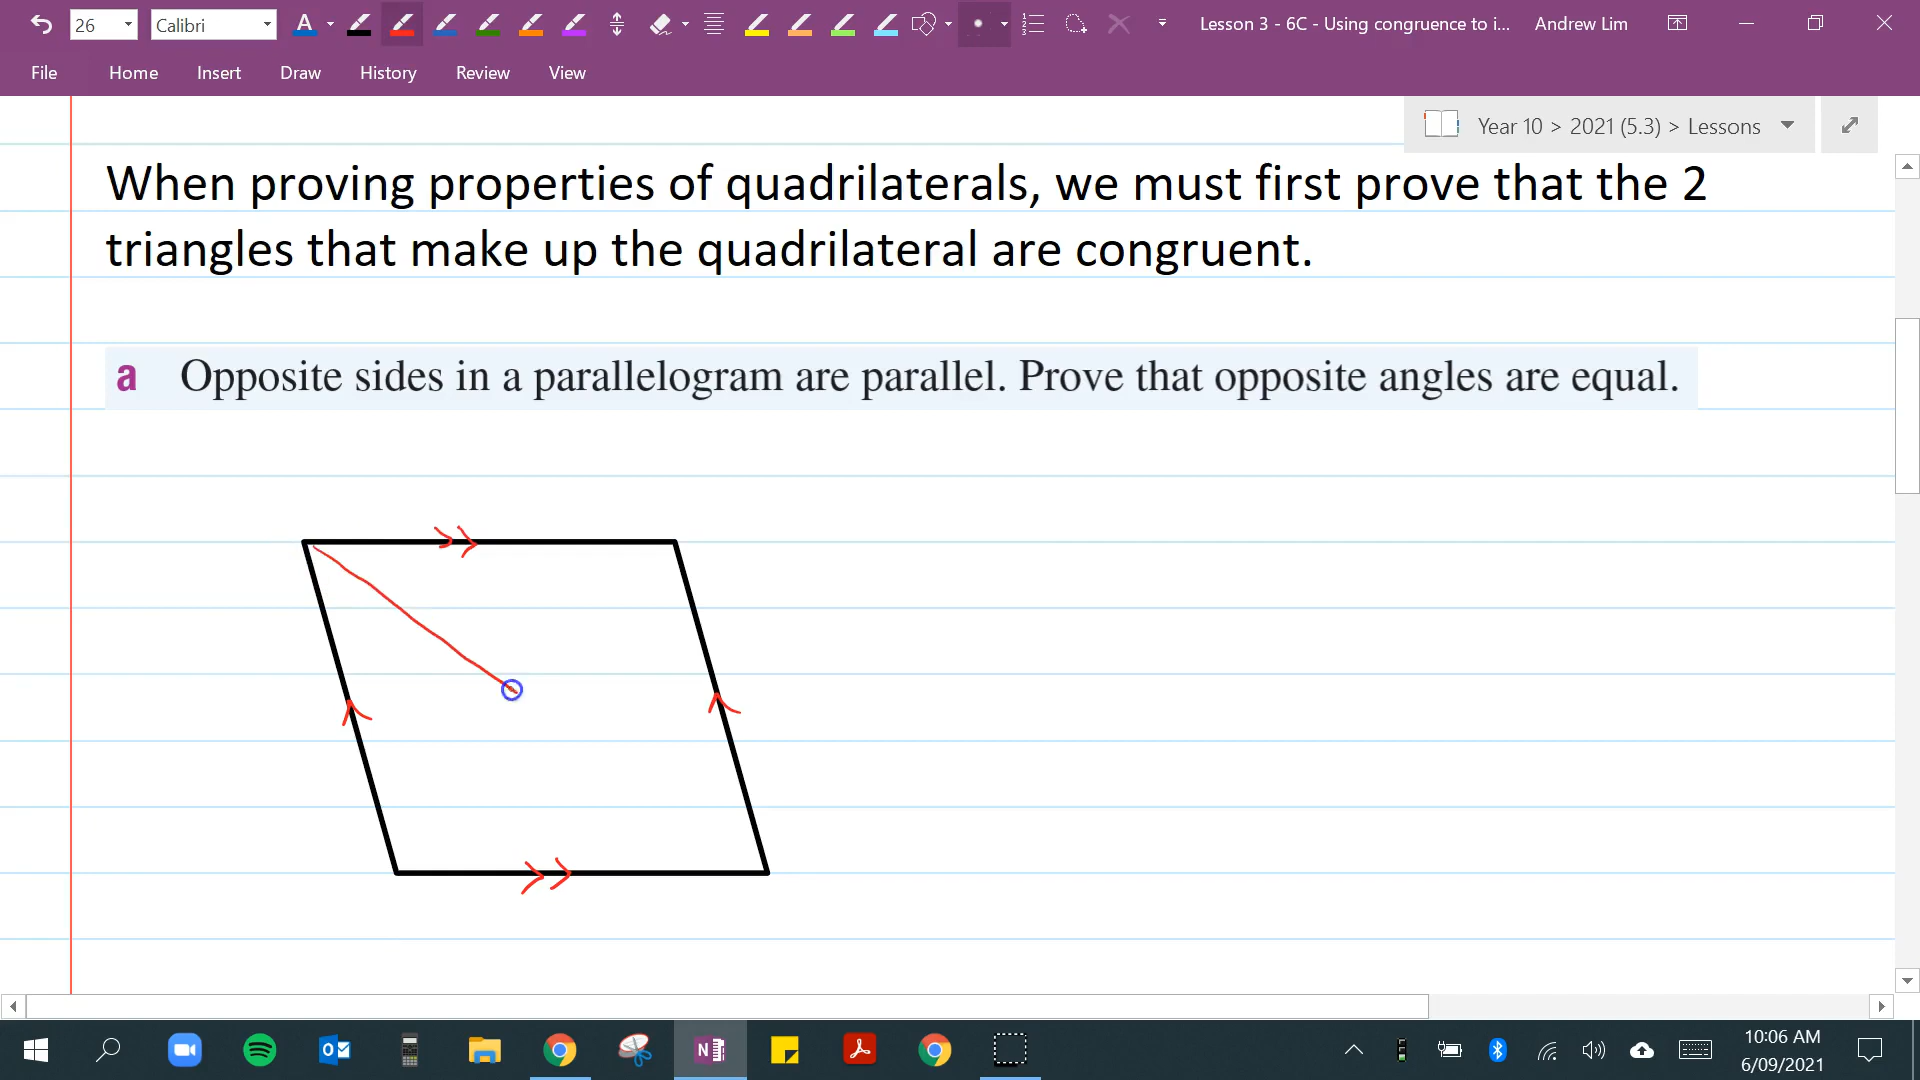 26 Calibri A Lesson 3 - 6C - Using congruence to i... Andrew Lim
File Home Insert Draw History Review View
Year 10 > 2021 (5.3) > Lessons
When proving properties of quadrilaterals, we must first prove that the 2
triangles that make up the quadrilateral are congruent.
a Opposite sides in a parallelogram are parallel. Prove that opposite angles are equal.
10:06 AM
6/09/2021